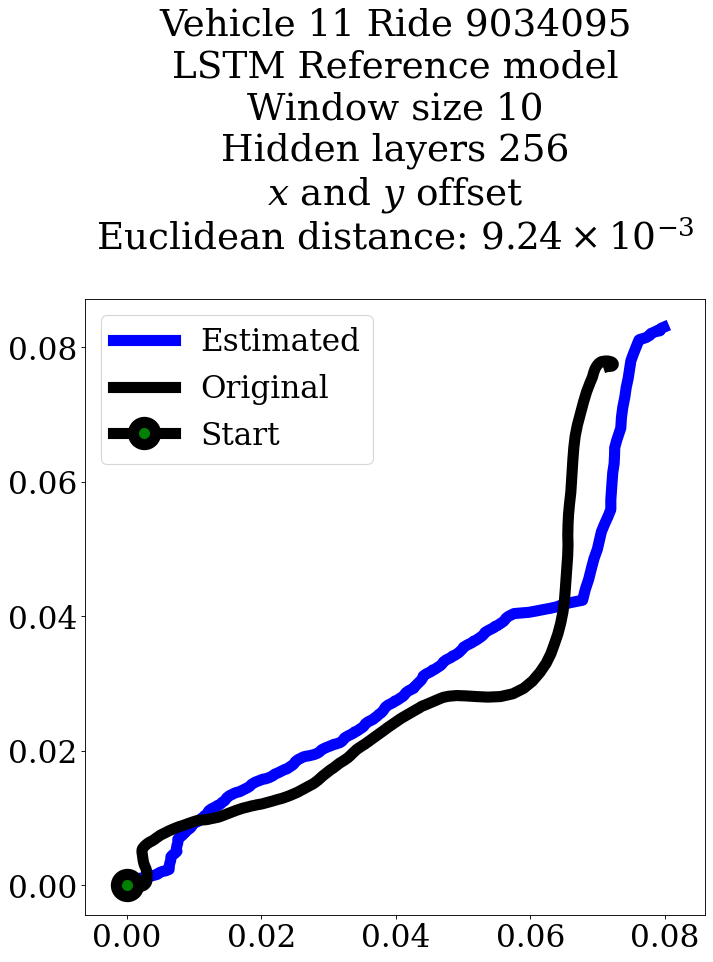 Vehicle 11 Ride 9034095
LSTM Reference model
Window size 10
Hidden layers 256
x and y offset
Euclidean distance: 9.24 × 10⁻³
Estimated
Original
Start
0.08
0.06
0.04
0.02
0.00
0.00 0.02 0.04 0.06 0.08